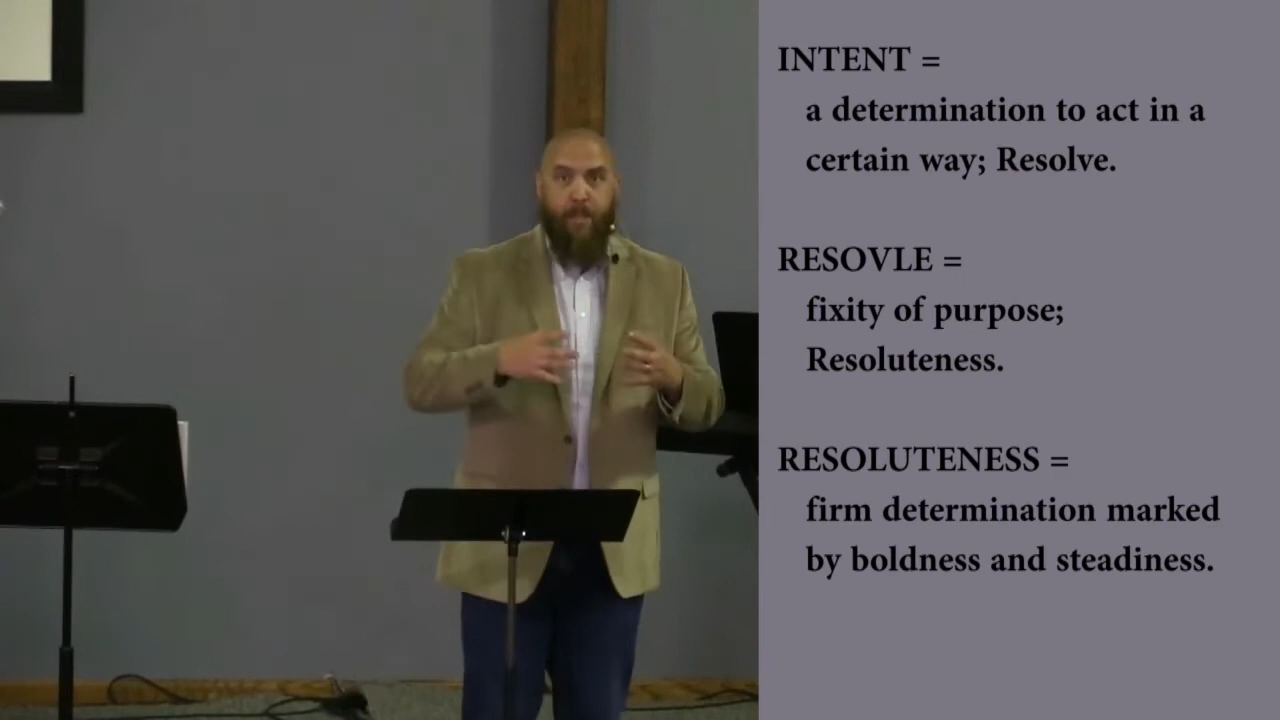 INTENT =
a determination to act in a
certain way; Resolve.
RESOVLE =
fixity of purpose;
Resoluteness.
RESOLUTENESS =
firm determination marked
by boldness and steadiness.